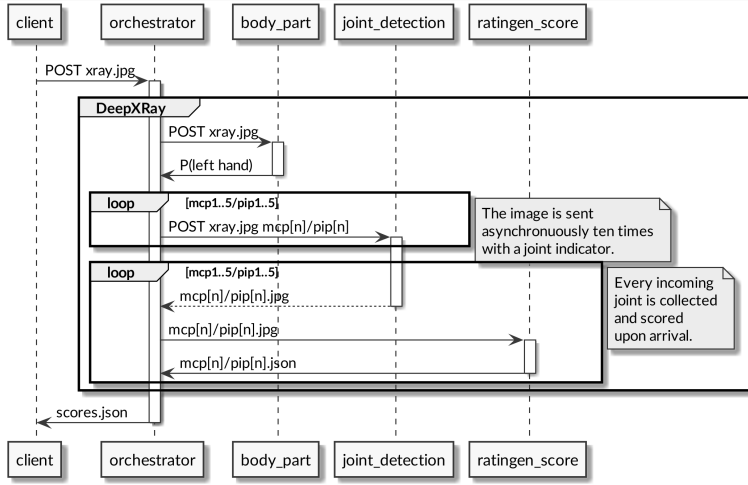 client orchestrator body_part joint_detection ratingen_score
POST xray.jpg
DeepXRay
POST xray.jpg
P(left hand)
loop [mcp1..5/pip1..5]
The image is sent
asynchronuously ten times
with a joint indicator.
POST xray.jpg mcp[n]/pip[n]
loop [mcp1..5/pip1..5]
Every incoming
joint is collected
and scored
upon arrival.
mcp[n]/pip[n].jpg
mcp[n]/pip[n].jpg
mcp[n]/pip[n].json
scores.json
client orchestrator body_part joint_detection ratingen_score